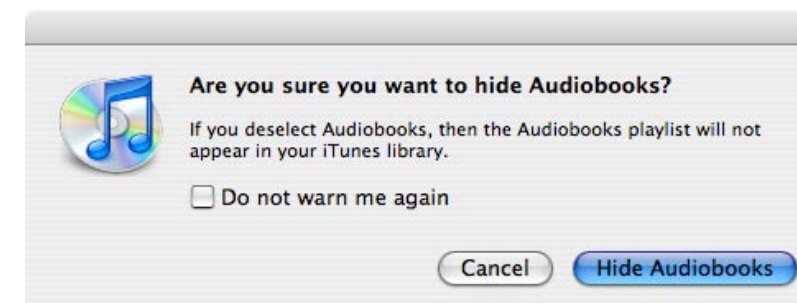 Are you sure you want to hide Audiobooks?
If you deselect Audiobooks, then the Audiobooks playlist will not
appear in your iTunes library.
Do not warn me again
Cancel
Hide Audiobooks